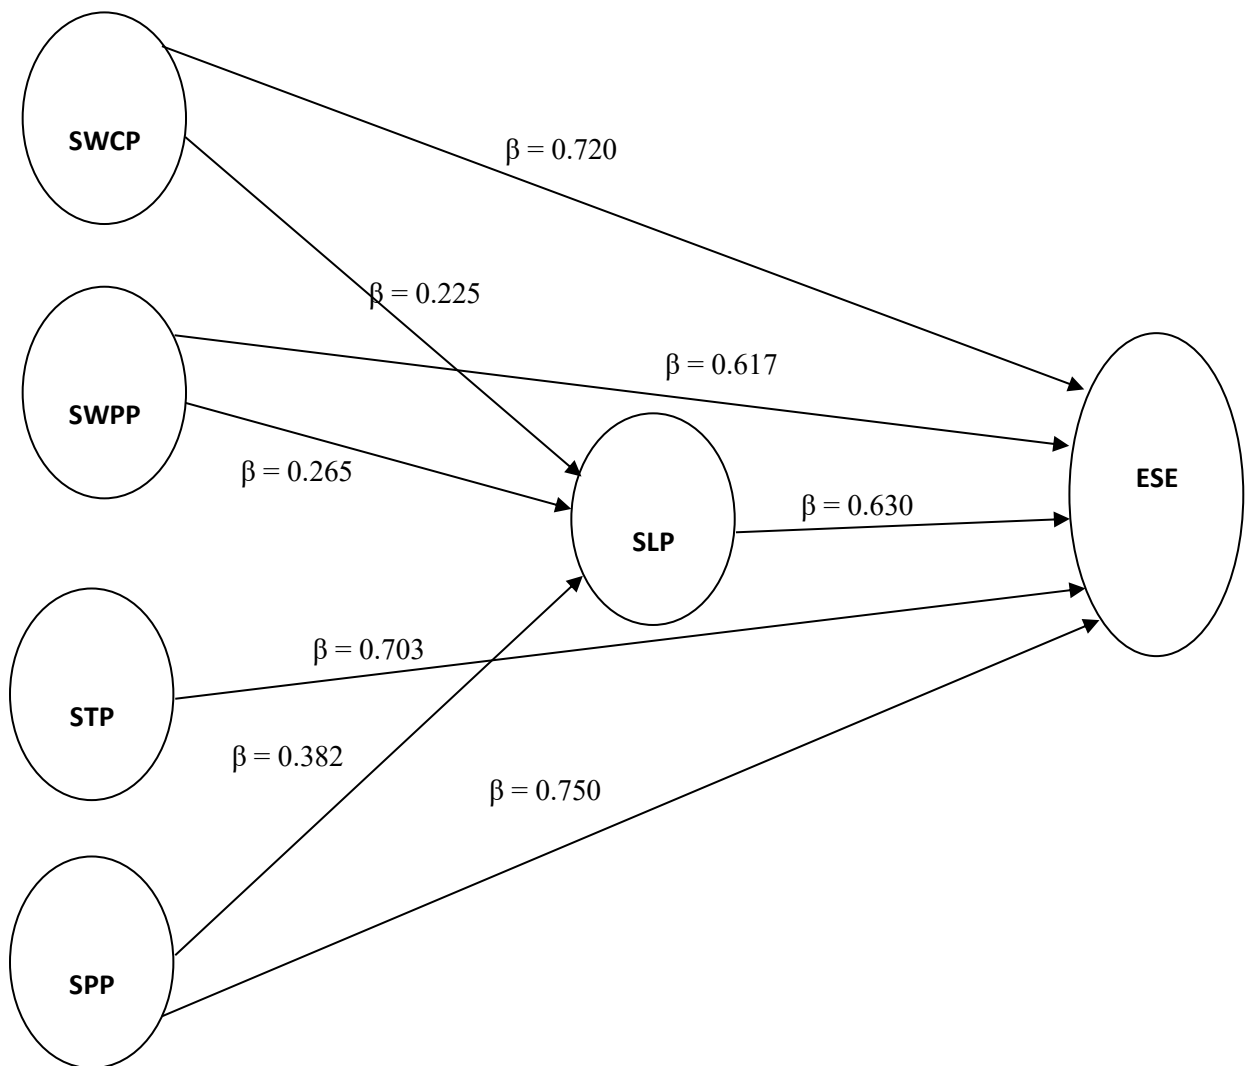 SWCP
β = 0.720
β = 0.225
SWPP
β = 0.617
β = 0.265
ESE
β = 0.630
SLP
β = 0.703
STP
β = 0.382
β = 0.750
SPP